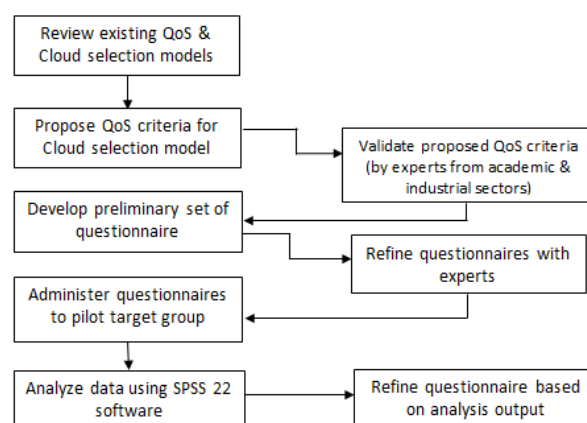 Review existing QoS &
Cloud selection models
Propose QoS criteria for
Cloud selection model
Validate proposed QoS criteria
(by experts from academic &
industrial sectors)
Develop preliminary set of
questionnaire
Refine questionnaires with
experts
Administer questionnaires
to pilot target group
Analyze data using SPSS 22
software
Refine questionnaire based
on analysis output